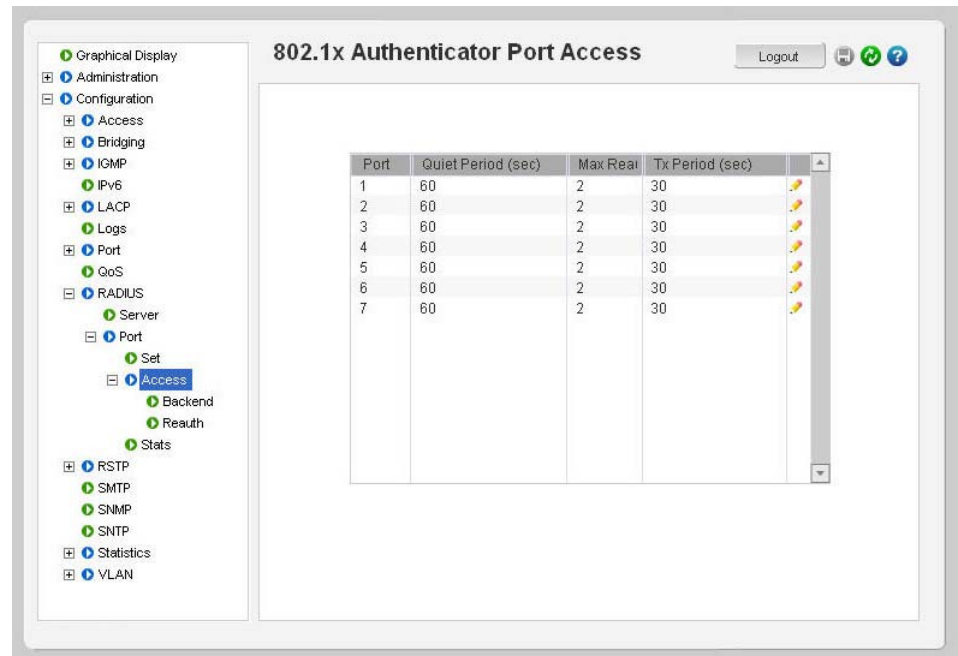 802.1x Authenticator Port Access
Logout
Graphical Display
Administration
Configuration
Access
Bridging
IGMP
IPv6
LACP
Logs
Port
QoS
RADIUS
Server
Port
Set
Access
Backend
Reauth
Stats
RSTP
SMTP
SNMP
SNTP
Statistics
VLAN
Port Quiet Period (sec) Max Reau Tx Period (sec)
1 60 2 30
2 60 2 30
3 60 2 30
4 60 2 30
5 60 2 30
6 60 2 30
7 60 2 30